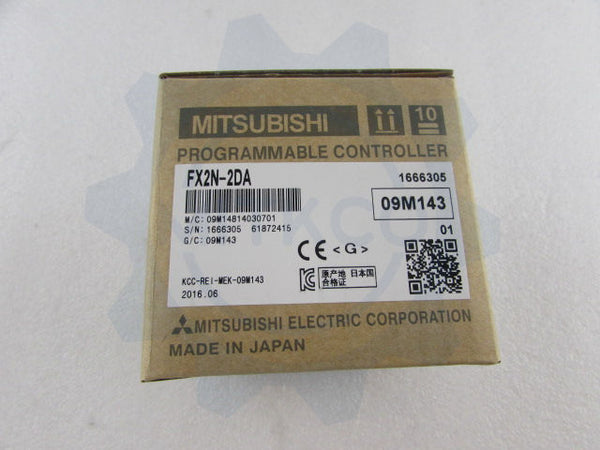 MITSUBISHI
10
PROGRAMMABLE CONTROLLER
FX2N-2DA
1666305
M/C: 09M14814030701
S/N: 1666305 61872415
G/C: 09M143
09M143
01
CE <G>
KCC-REI-MEK-09M143
2016.06
原产地 日本国
合格证
MITSUBISHI ELECTRIC CORPORATION
MADE IN JAPAN